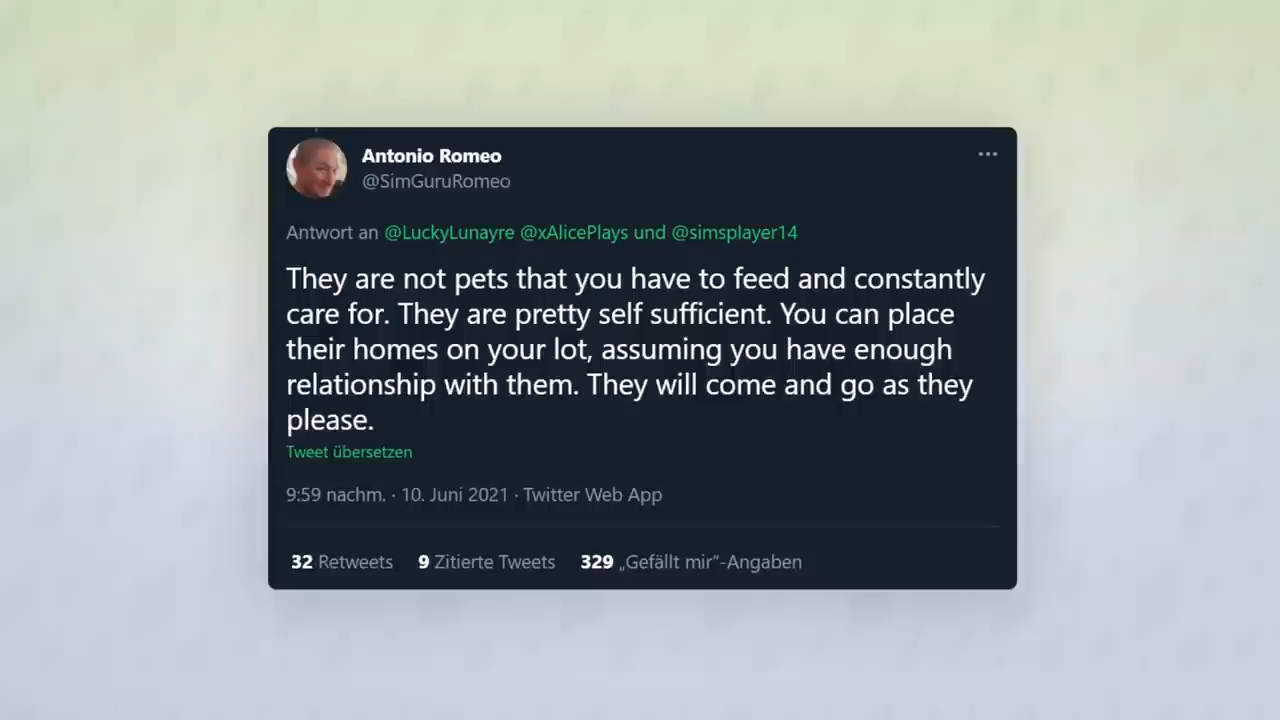 Antonio Romeo
@SimGuruRomeo
Antwort an @LuckyLunayre @xAlicePlays und @simsplayer14
They are not pets that you have to feed and constantly
care for. They are pretty self sufficient. You can place
their homes on your lot, assuming you have enough
relationship with them. They will come and go as they
please.
Tweet übersetzen
9:59 nachm. · 10. Juni 2021 · Twitter Web App
32 Retweets 9 Zitierte Tweets 329 „Gefällt mir“-Angaben